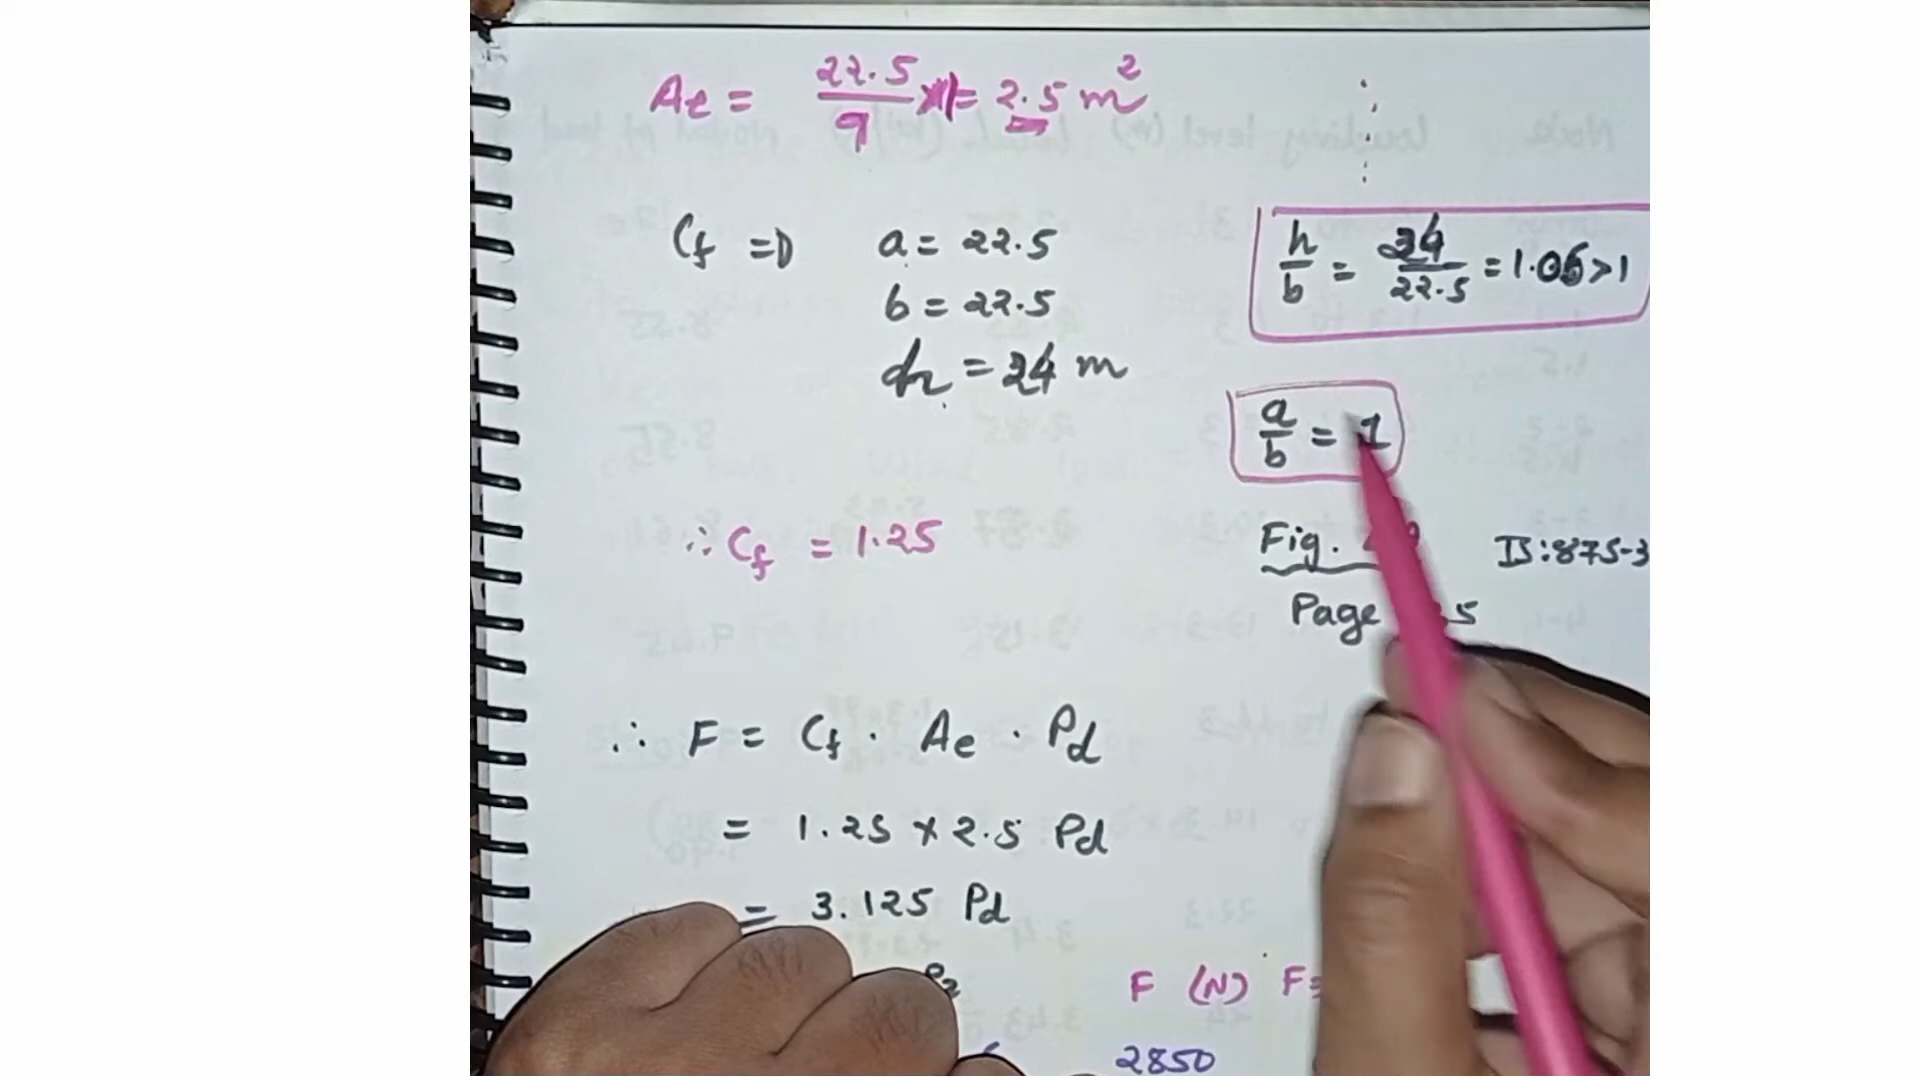 Ae = 22.5/9 = 2.5 m²
Cf ⇒ a = 22.5
b = 22.5
h = 24 m
h/b = 24/22.5 = 1.06 > 1
a/b = 1
∴ Cf = 1.25
Fig.
IS:875-3
Page 5
∴ F = Cf · Ae · Pd
= 1.25 × 2.5 Pd
= 3.125 Pd
F (N) F=
2850